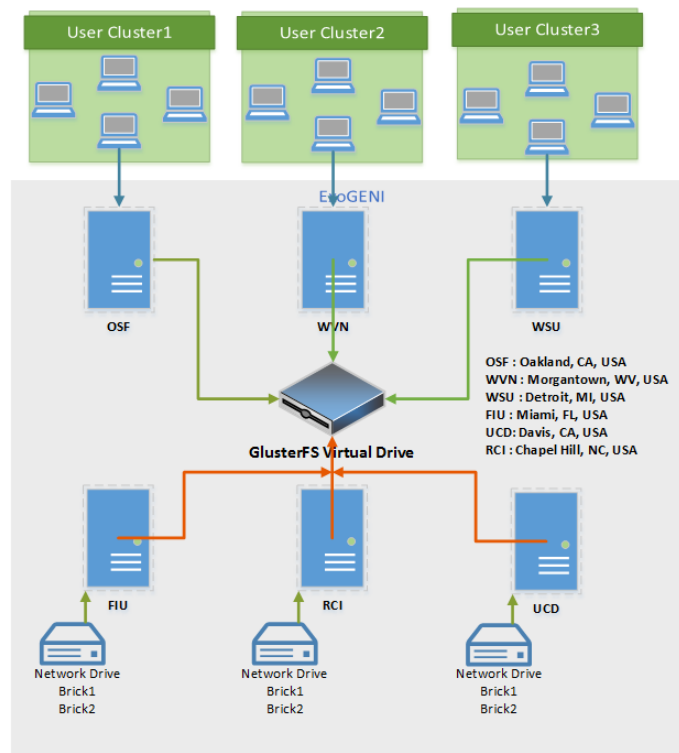 User Cluster1
User Cluster2
User Cluster3
ExoGENI
OSF
WVN
WSU
OSF : Oakland, CA, USA
WVN : Morgantown, WV, USA
WSU : Detroit, MI, USA
FIU : Miami, FL, USA
UCD: Davis, CA, USA
RCI : Chapel Hill, NC, USA
GlusterFS Virtual Drive
FIU
RCI
UCD
Network Drive
Brick1
Brick2
Network Drive
Brick1
Brick2
Network Drive
Brick1
Brick2